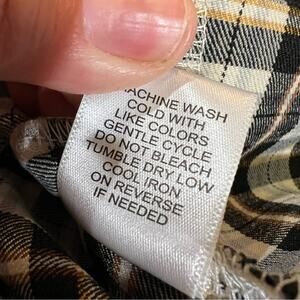 MACHINE WASH
COLD WITH
LIKE COLORS
GENTLE CYCLE
DO NOT BLEACH
TUMBLE DRY LOW
COOL IRON
ON REVERSE
IF NEEDED